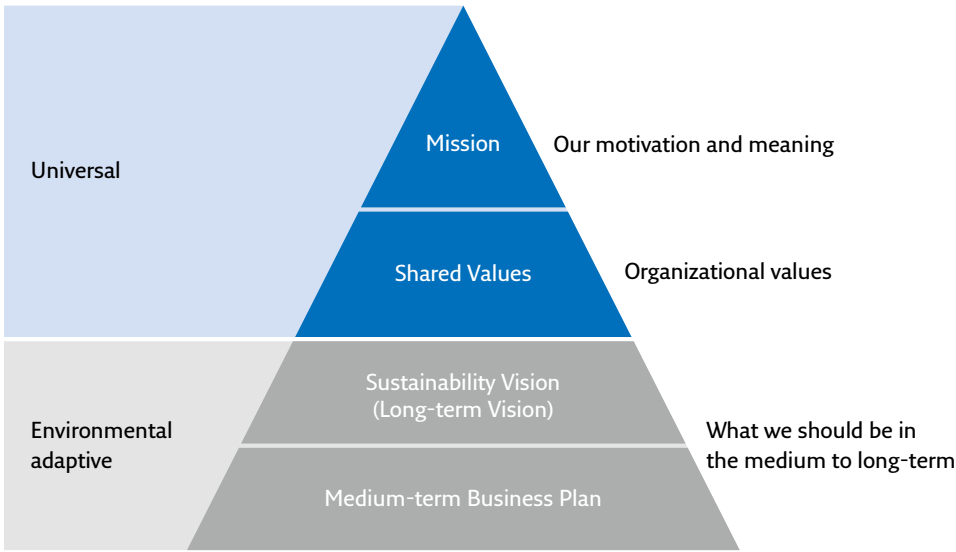 Mission
Our motivation and meaning
Universal
Shared Values
Organizational values
Sustainability Vision
(Long-term Vision)
Environmental
adaptive
What we should be in
the medium to long-term
Medium-term Business Plan